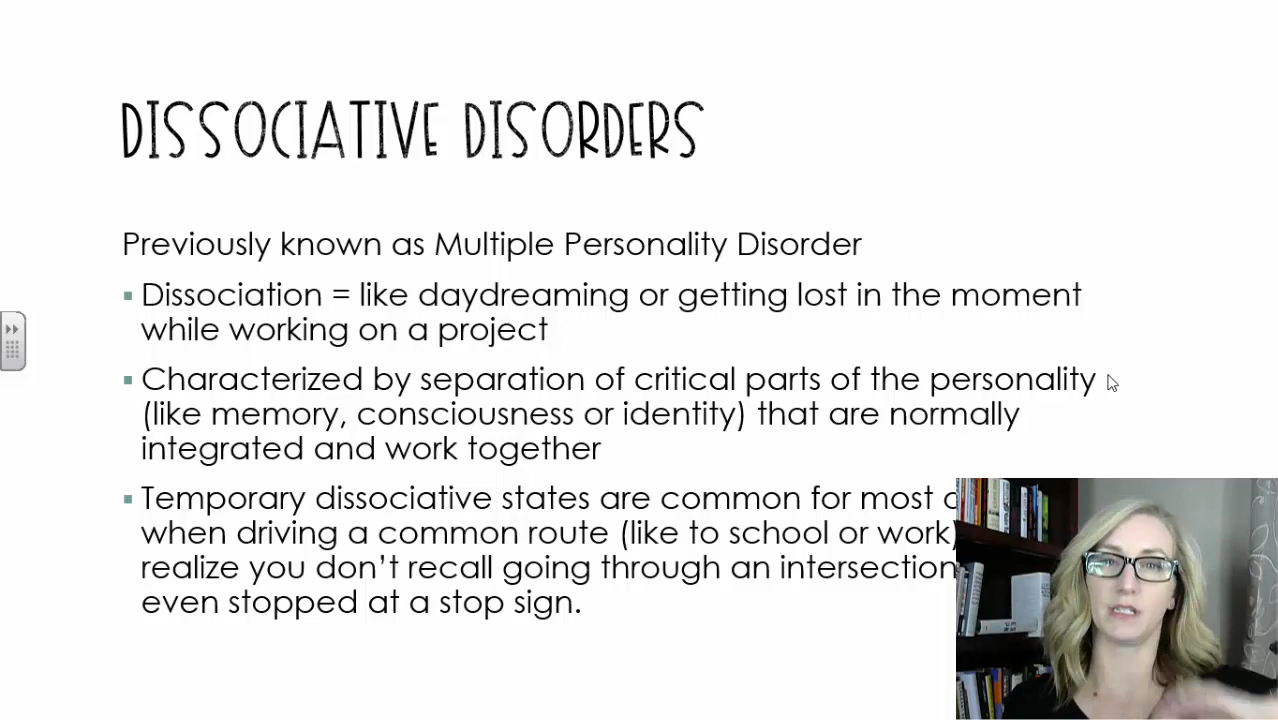 DISSOCIATIVE DISORDERS
Previously known as Multiple Personality Disorder
▪ Dissociation = like daydreaming or getting lost in the moment
while working on a project
▪ Characterized by separation of critical parts of the personality
(like memory, consciousness or identity) that are normally
integrated and work together
▪ Temporary dissociative states are common for most
when driving a common route (like to school or work)
realize you don’t recall going through an intersection
even stopped at a stop sign.